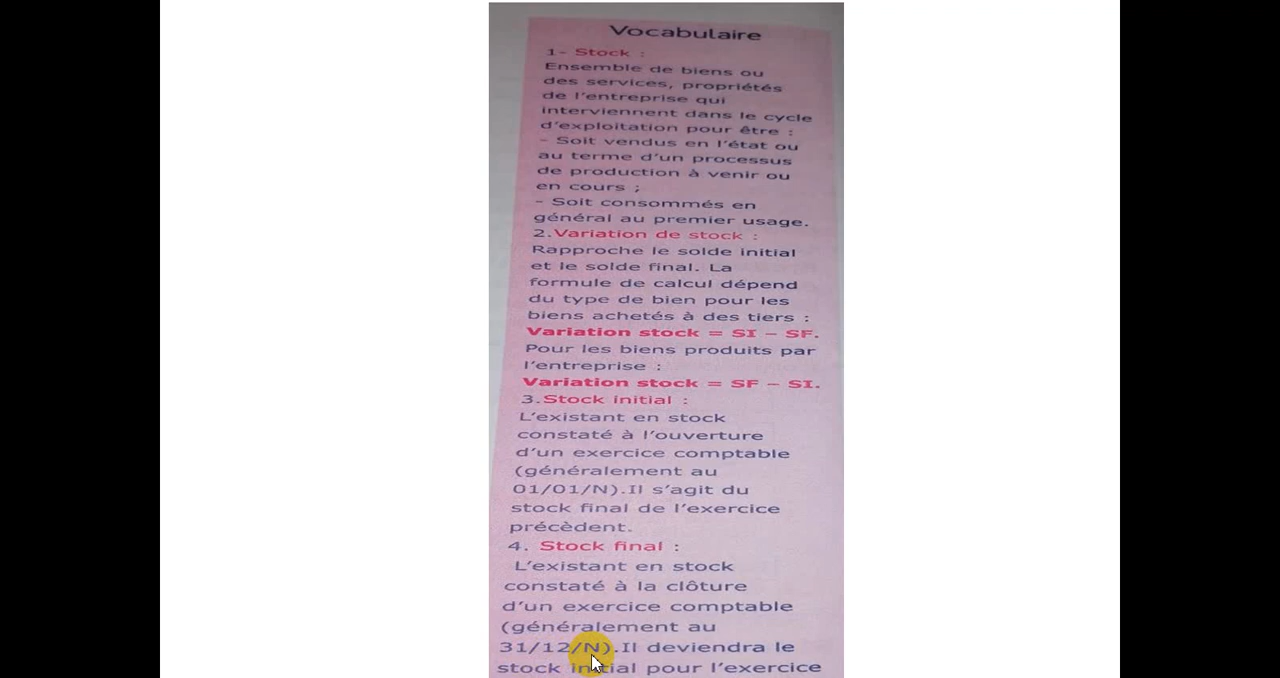 Vocabulaire
1- Stock :
Ensemble de biens ou
des services, propriétés
de l'entreprise qui
interviennent dans le cycle
d'exploitation pour être :
- Soit vendus en l'état ou
au terme d'un processus
de production à venir ou
en cours ;
- Soit consommés en
général au premier usage.
2.Variation de stock :
Rapproche le solde initial
et le solde final. La
formule de calcul dépend
du type de bien pour les
biens achetés à des tiers :
Variation stock = SI – SF.
Pour les biens produits par
l'entreprise :
Variation stock = SF – SI.
3.Stock initial :
L'existant en stock
constaté à l'ouverture
d'un exercice comptable
(généralement au
01/01/N).Il s'agit du
stock final de l'exercice
précèdent.
4. Stock final :
L'existant en stock
constaté à la clôture
d'un exercice comptable
(généralement au
31/12/N).Il deviendra le
stock initial pour l'exercice